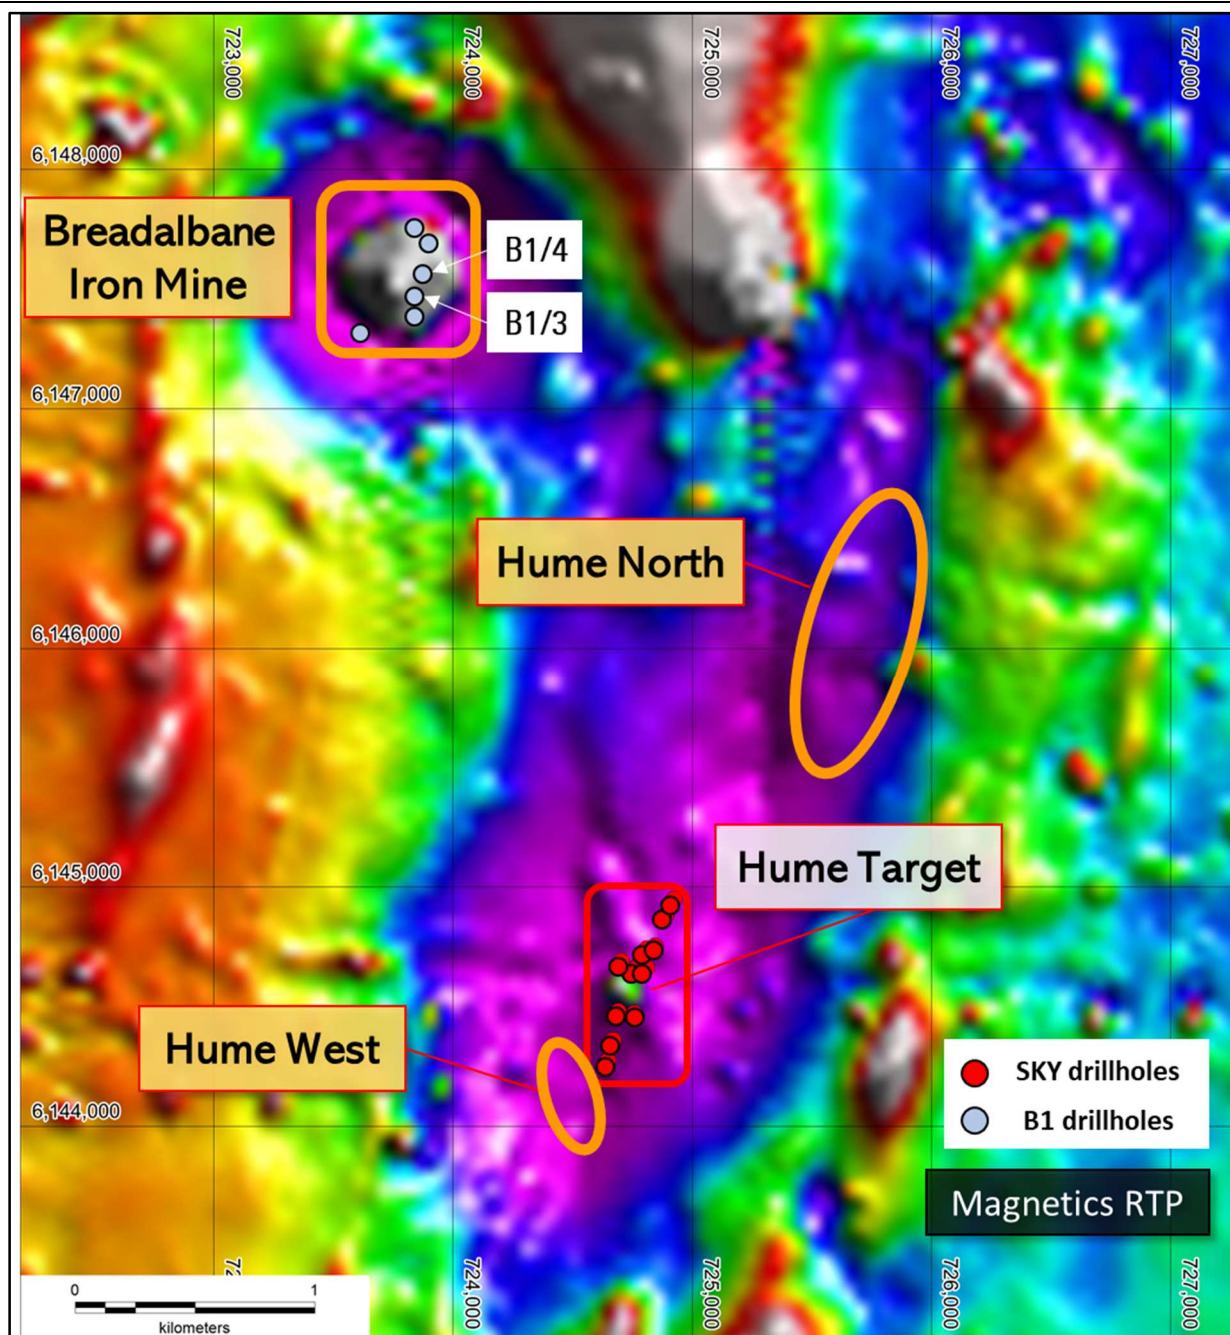 723,000
724,000
725,000
726,000
727,000
6,148,000
Breadalbane
Iron Mine
B1/4
B1/3
6,147,000
Hume North
6,146,000
Hume Target
6,145,000
Hume West
6,144,000
SKY drillholes
B1 drillholes
Magnetics RTP
724,000
725,000
726,000
727,000
0 1
kilometers